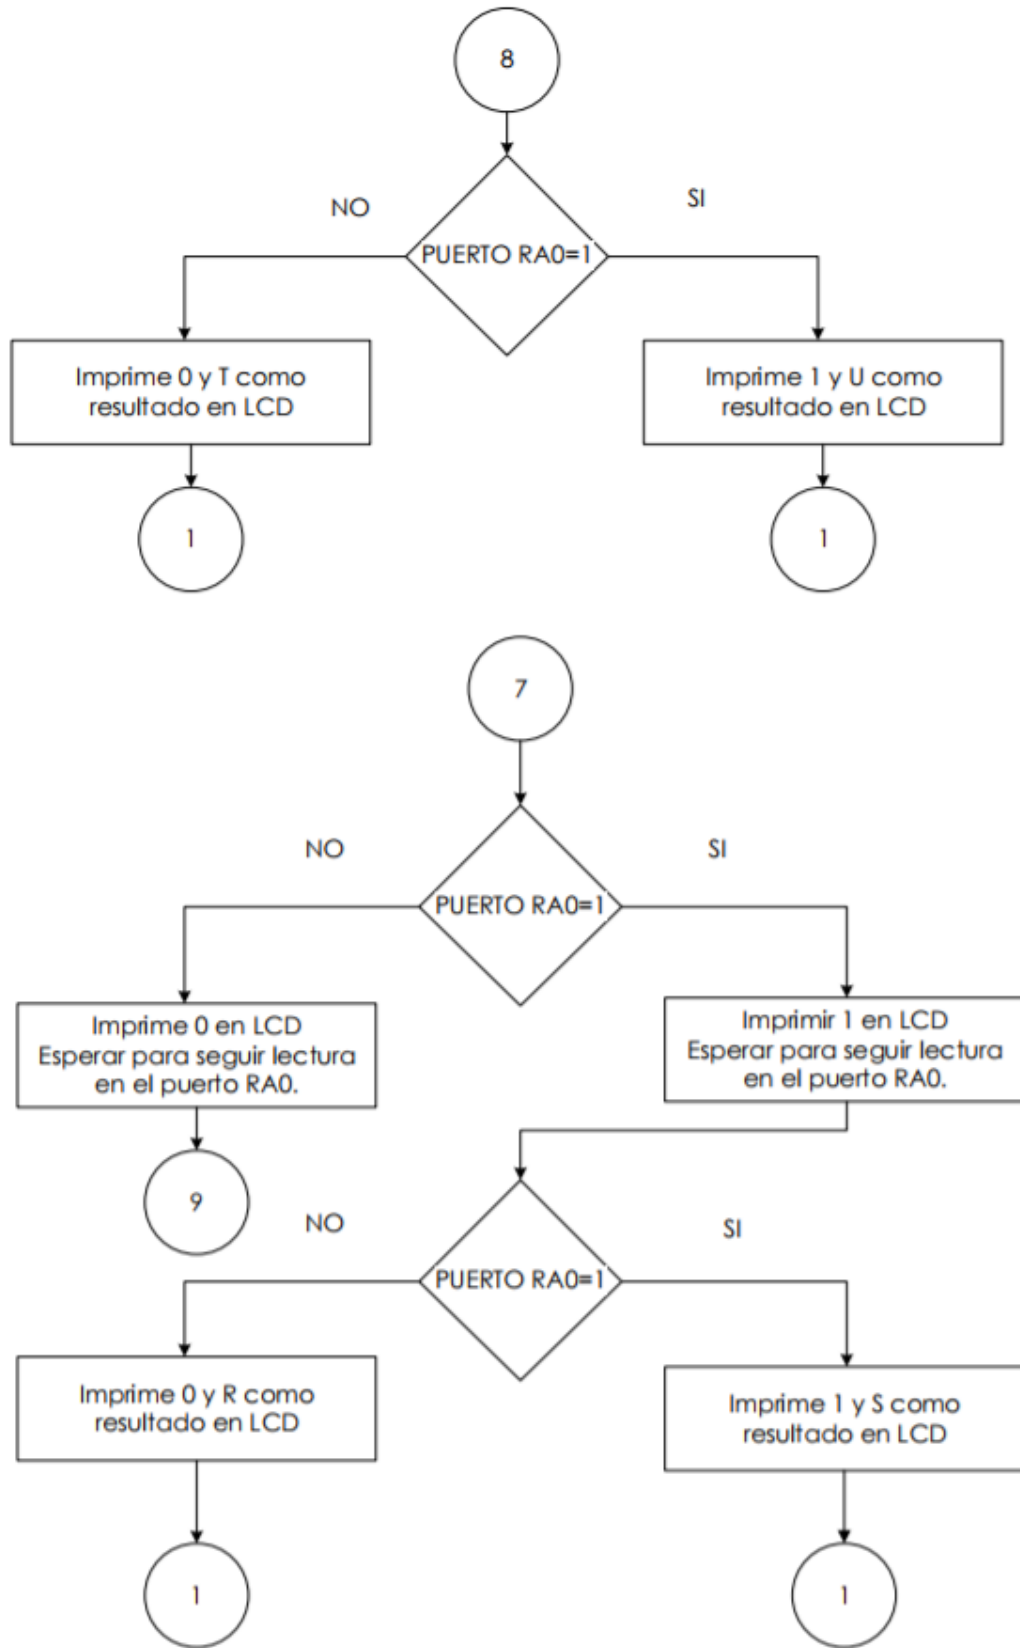 8
NO
SI
PUERTO RA0=1
Imprime 0 y T como
resultado en LCD
Imprime 1 y U como
resultado en LCD
1
1
7
NO
SI
PUERTO RA0=1
Imprime 0 en LCD
Esperar para seguir lectura
en el puerto RA0.
Imprimir 1 en LCD
Esperar para seguir lectura
en el puerto RA0.
9
NO
SI
PUERTO RA0=1
Imprime 0 y R como
resultado en LCD
Imprime 1 y S como
resultado en LCD
1
1